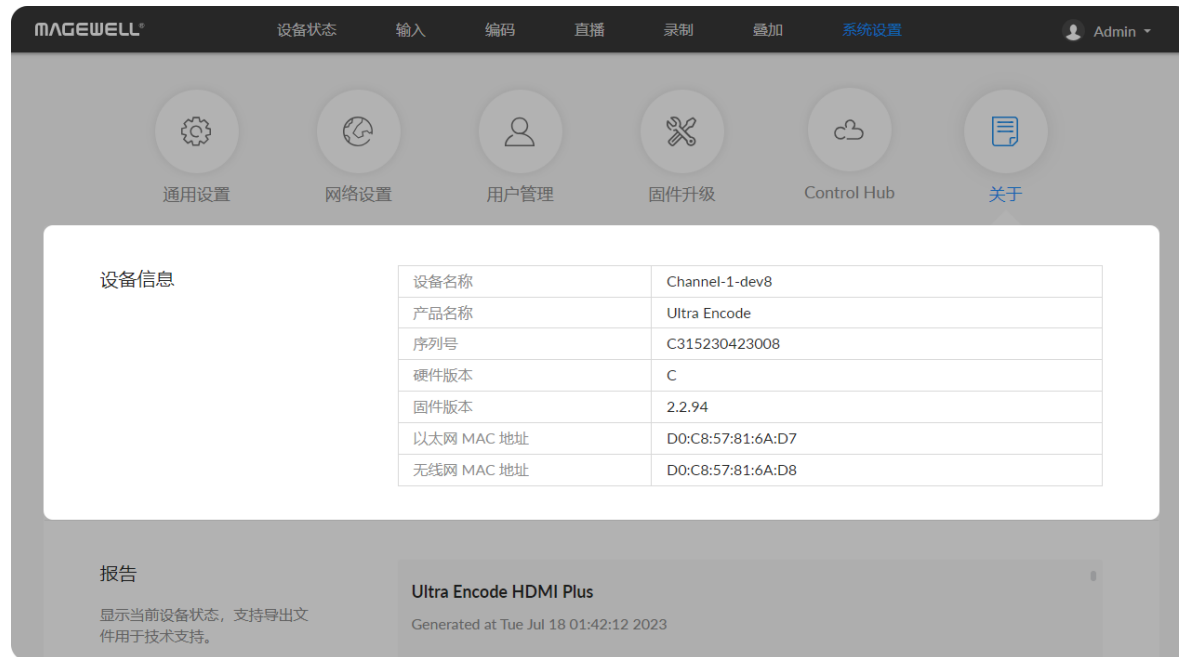 MAGEWELL®
设备状态 输入 编码 直播 录制 叠加 系统设置 Admin
通用设置 网络设置 用户管理 固件升级 Control Hub 关于
设备信息
设备名称 Channel-1-dev8
产品名称 Ultra Encode
序列号 C315230423008
硬件版本 C
固件版本 2.2.94
以太网 MAC 地址 D0:C8:57:81:6A:D7
无线网 MAC 地址 D0:C8:57:81:6A:D8
报告
显示当前设备状态，支持导出文
件用于技术支持。
Ultra Encode HDMI Plus
Generated at Tue Jul 18 01:42:12 2023